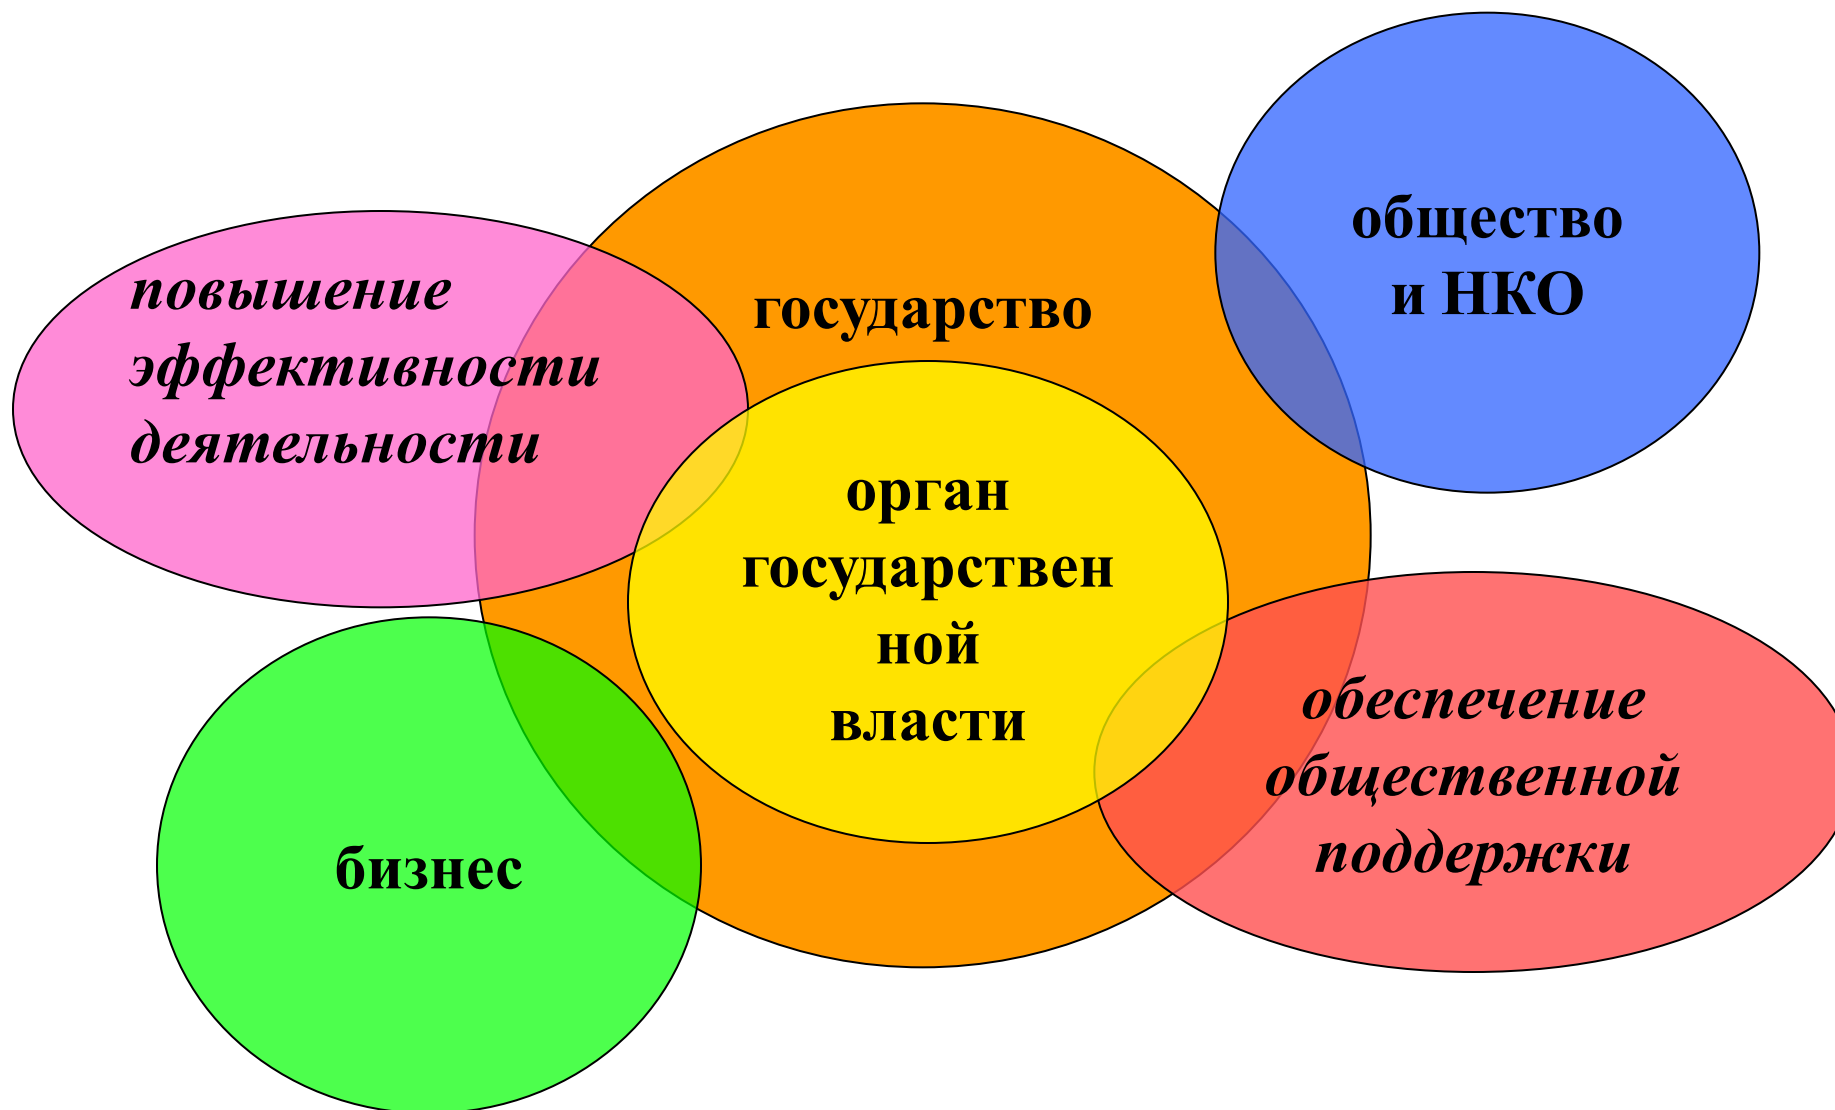 общество
и НКО
государство
повышение
эффективности
деятельности
орган
государствен
ной
власти
обеспечение
общественной
поддержки
бизнес